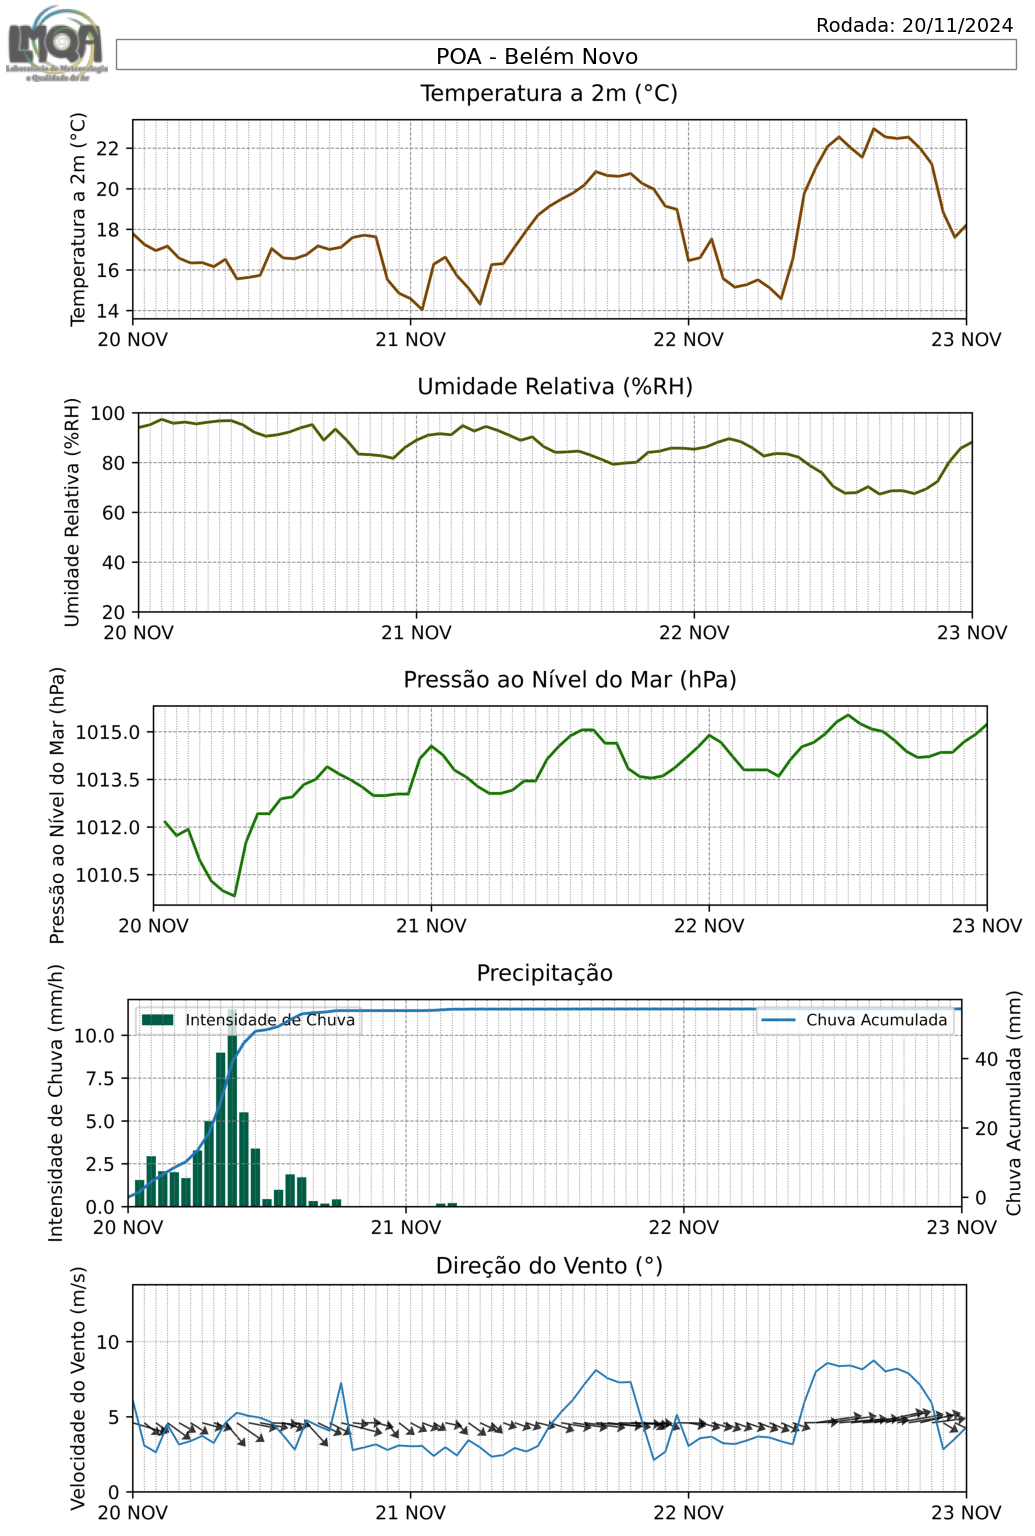 Rodada: 20/11/2024
LMQA
Laboratório de Meteorologia
e Qualidade do Ar
POA - Belém Novo
Temperatura a 2m (°C)
Temperatura a 2m (°C)
22
20
18
16
14
20 NOV 21 NOV 22 NOV 23 NOV
Umidade Relativa (%RH)
Umidade Relativa (%RH)
100
80
60
40
20
20 NOV 21 NOV 22 NOV 23 NOV
Pressão ao Nível do Mar (hPa)
Pressão ao Nível do Mar (hPa)
1015.0
1013.5
1012.0
1010.5
20 NOV 21 NOV 22 NOV 23 NOV
Precipitação
Intensidade de Chuva (mm/h)
10.0
7.5
5.0
2.5
0.0
Intensidade de Chuva
Chuva Acumulada
40
20
0
Chuva Acumulada (mm)
20 NOV 21 NOV 22 NOV 23 NOV
Direção do Vento (°)
Velocidade do Vento (m/s)
10
5
0
20 NOV 21 NOV 22 NOV 23 NOV